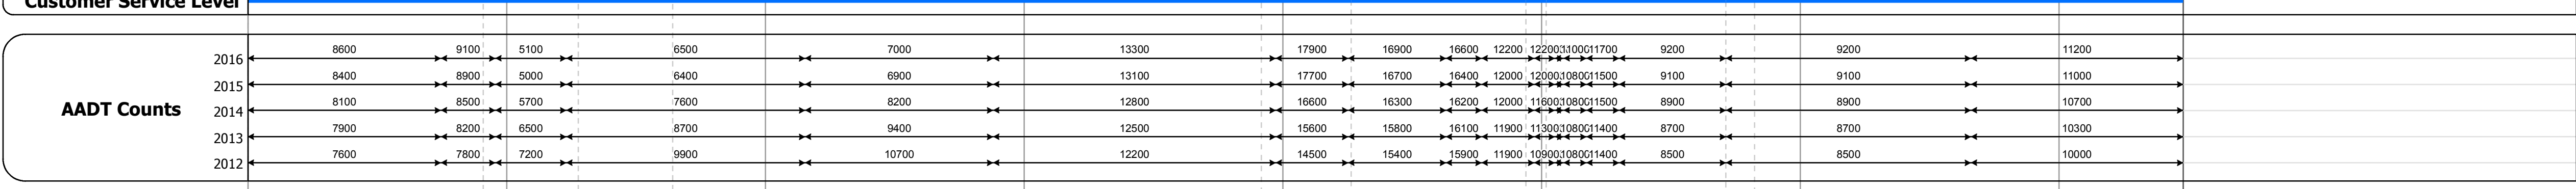 Customer Service Level
AADT Counts
2016 8600 9100 5100 6500 7000 13300 17900 16900 16600 12200 12200 11000 11700 9200 9200 11200
2015 8400 8900 5000 6400 6900 13100 17700 16700 16400 12000 12000 10800 11500 9100 9100 11000
2014 8100 8500 5700 7600 8200 12800 16600 16300 16200 12000 11600 10800 11500 8900 8900 10700
2013 7900 8200 6500 8700 9400 12500 15600 15800 16100 11900 11300 10800 11400 8700 8700 10300
2012 7600 7800 7200 9900 10700 12200 14500 15400 15900 11900 10900 10800 11400 8500 8500 10000